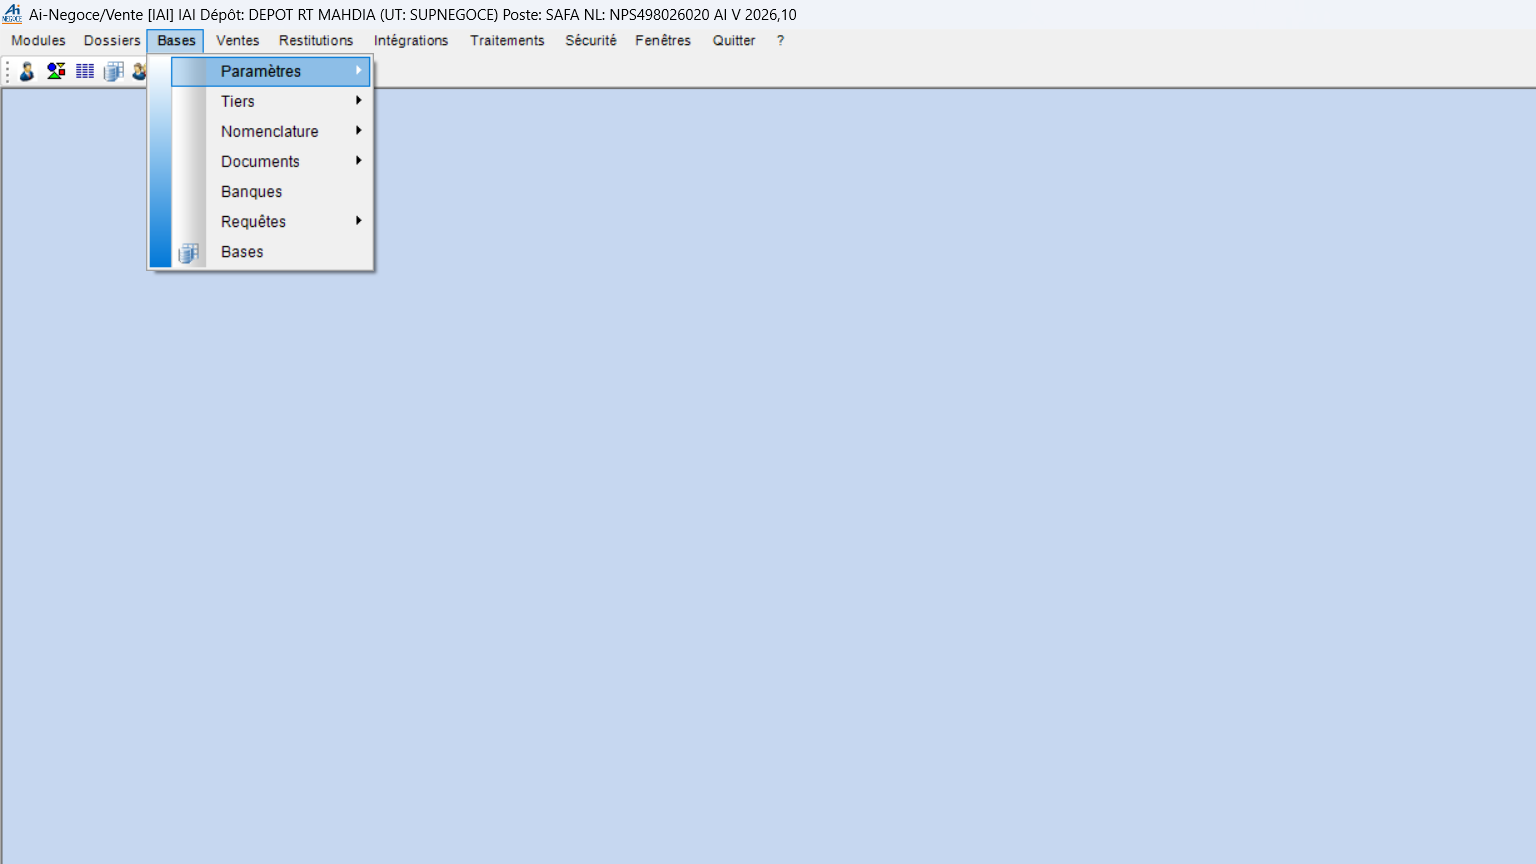 Ai-Negoce/Vente [IAI] IAI Dépôt: DEPOT RT MAHDIA (UT: SUPNEGOCE) Poste: SAFA NL: NPS498026020 AI V 2026,10
Modules Dossiers Bases Ventes Restitutions Intégrations Traitements Sécurité Fenêtres Quitter ?
Paramètres
Tiers
Nomenclature
Documents
Banques
Requêtes
Bases